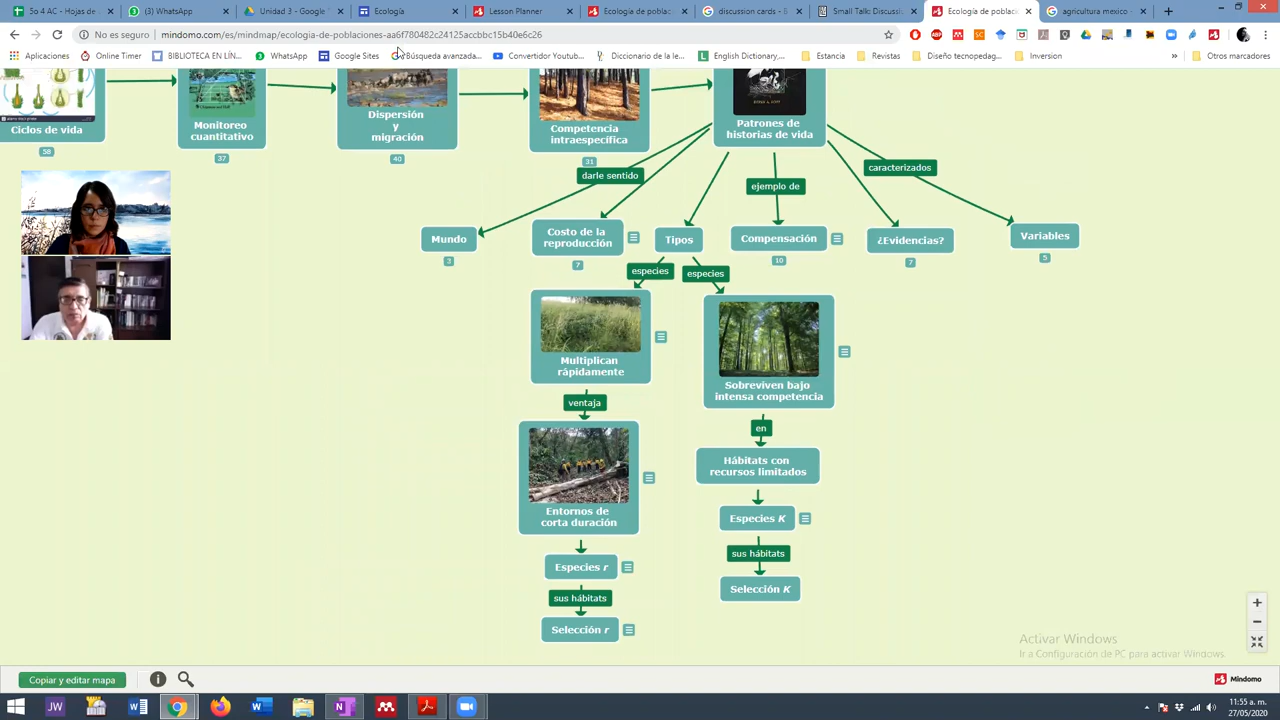 5o 4 AC - Hojas de
(3) WhatsApp
Unidad 3 - Google
Ecología
Lesson Planner
Ecología de poblac
discussion cards - B
Small Talk Discussi
Ecología de poblaci
agricultura mexico
No es seguro | mindomo.com/es/mindmap/ecologia-de-poblaciones-aa6f780482c24125accbbc15b40e6c26
Aplicaciones
Online Timer
BIBLIOTECA EN LÍN...
WhatsApp
Google Sites
Búsqueda avanzada...
Convertidor Youtub...
Diccionario de la le...
English Dictionary,...
Estancia
Revistas
Diseño tecnopedag...
Inversion
Otros marcadores
Ciclos de vida
58
Monitoreo
cuantitativo
37
Dispersión
y
migración
40
Competencia
intraespecífica
31
Patrones de
historias de vida
darle sentido
ejemplo de
caracterizados
Mundo
3
Costo de la
reproducción
7
Tipos
Compensación
10
¿Evidencias?
7
Variables
5
especies
especies
Multiplican
rápidamente
Sobreviven bajo
intensa competencia
ventaja
en
Entornos de
corta duración
Hábitats con
recursos limitados
Especies K
Especies r
sus hábitats
sus hábitats
Selección K
Selección r
Activar Windows
Ir a Configuración de PC para activar Windows.
Copiar y editar mapa
Mindomo
11:55 a. m.
27/05/2020